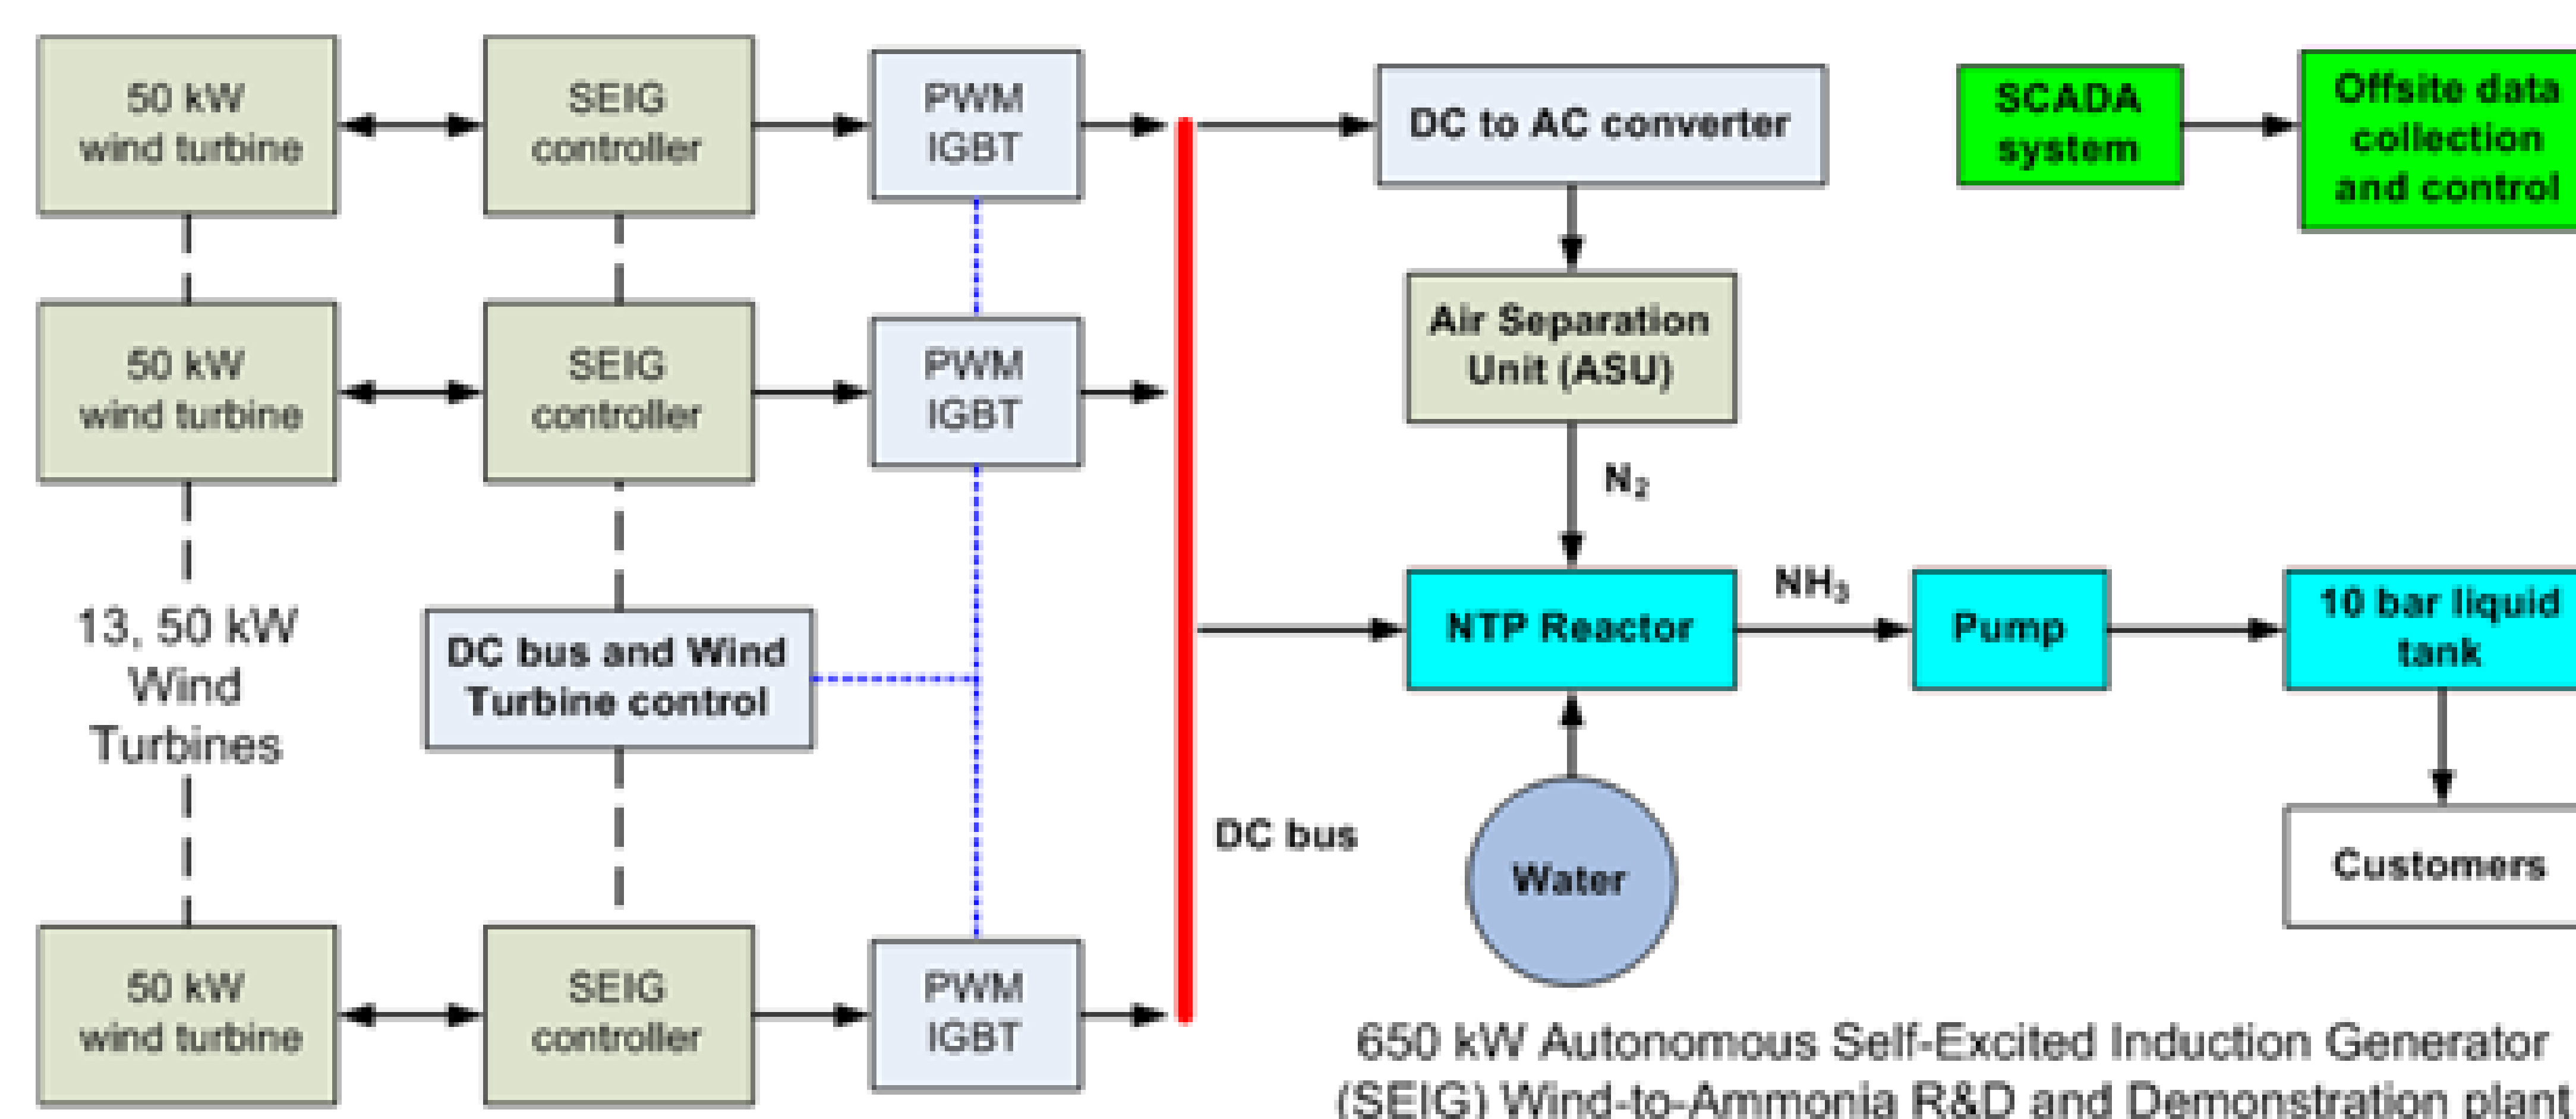 50 kW
wind turbine
SEIG
controller
PWM
IGBT
DC to AC converter
SCADA
system
Offsite data
collection
and control
50 kW
wind turbine
SEIG
controller
PWM
IGBT
Air Separation
Unit (ASU)
N₂
13, 50 kW
Wind
Turbines
DC bus and Wind
Turbine control
NTP Reactor
NH₃
Pump
10 bar liquid
tank
DC bus
Water
Customers
50 kW
wind turbine
SEIG
controller
PWM
IGBT
650 kW Autonomous Self-Excited Induction Generator
(SEIG) Wind-to-Ammonia R&D and Demonstration plant